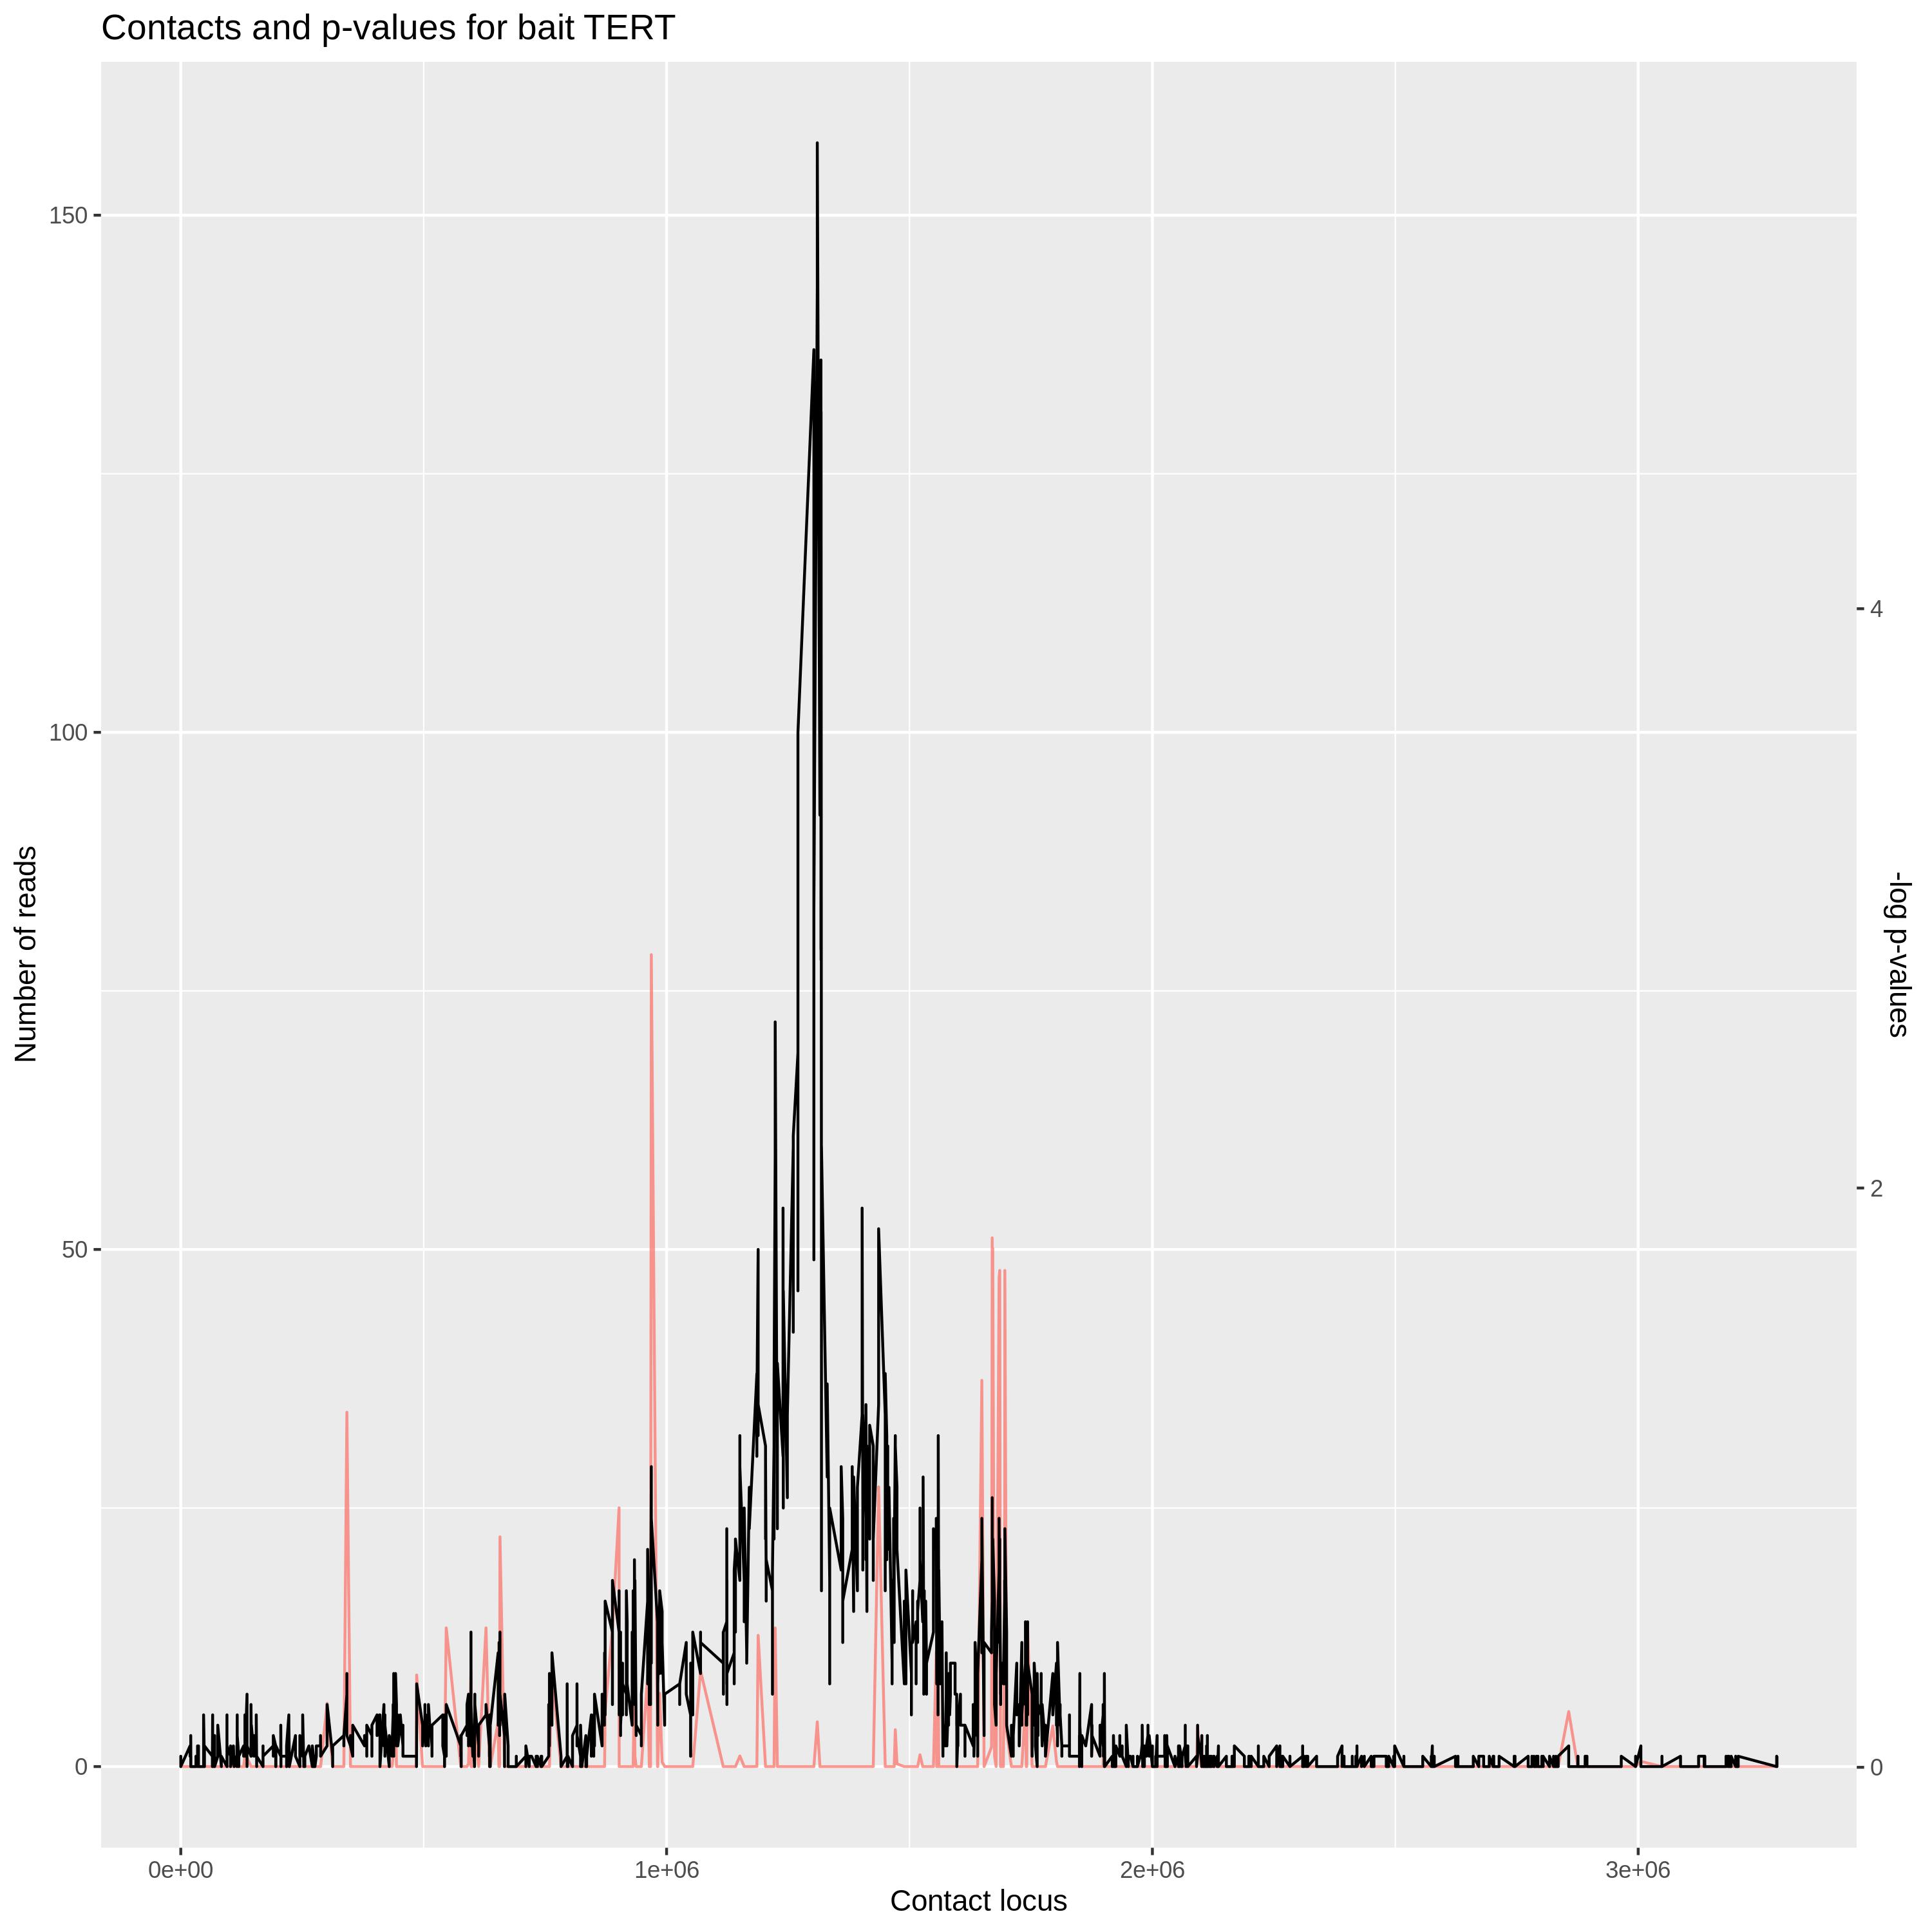 Contacts and p-values for bait TERT
150
100
50
0
Number of reads
4
2
0
-log p-values
0e+00
1e+06
2e+06
3e+06
Contact locus